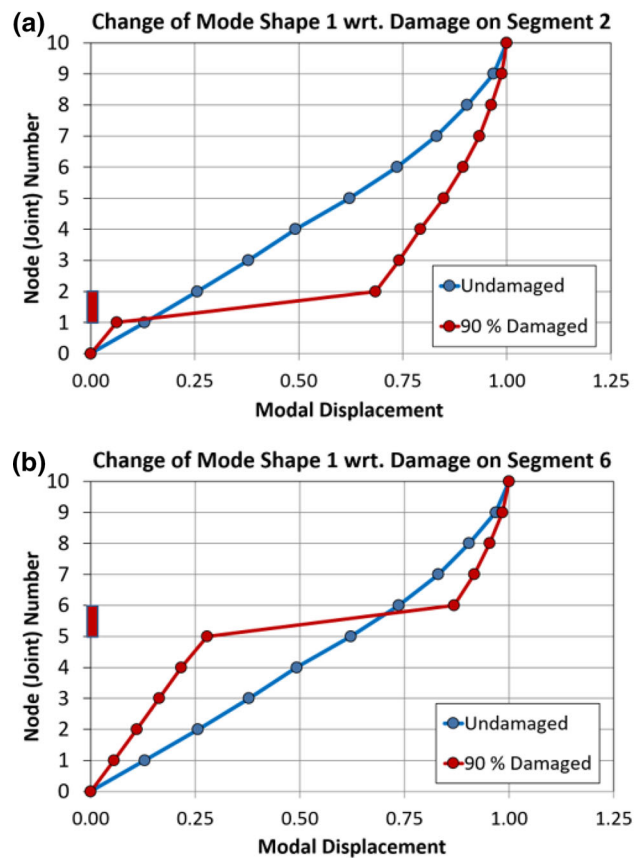 (a)
Change of Mode Shape 1 wrt. Damage on Segment 2
Node (Joint) Number
10
9
8
7
6
5
4
3
2
1
0
Undamaged
90 % Damaged
0.00 0.25 0.50 0.75 1.00 1.25
Modal Displacement
(b)
Change of Mode Shape 1 wrt. Damage on Segment 6
Node (Joint) Number
10
9
8
7
6
5
4
3
2
1
0
Undamaged
90 % Damaged
0.00 0.25 0.50 0.75 1.00 1.25
Modal Displacement